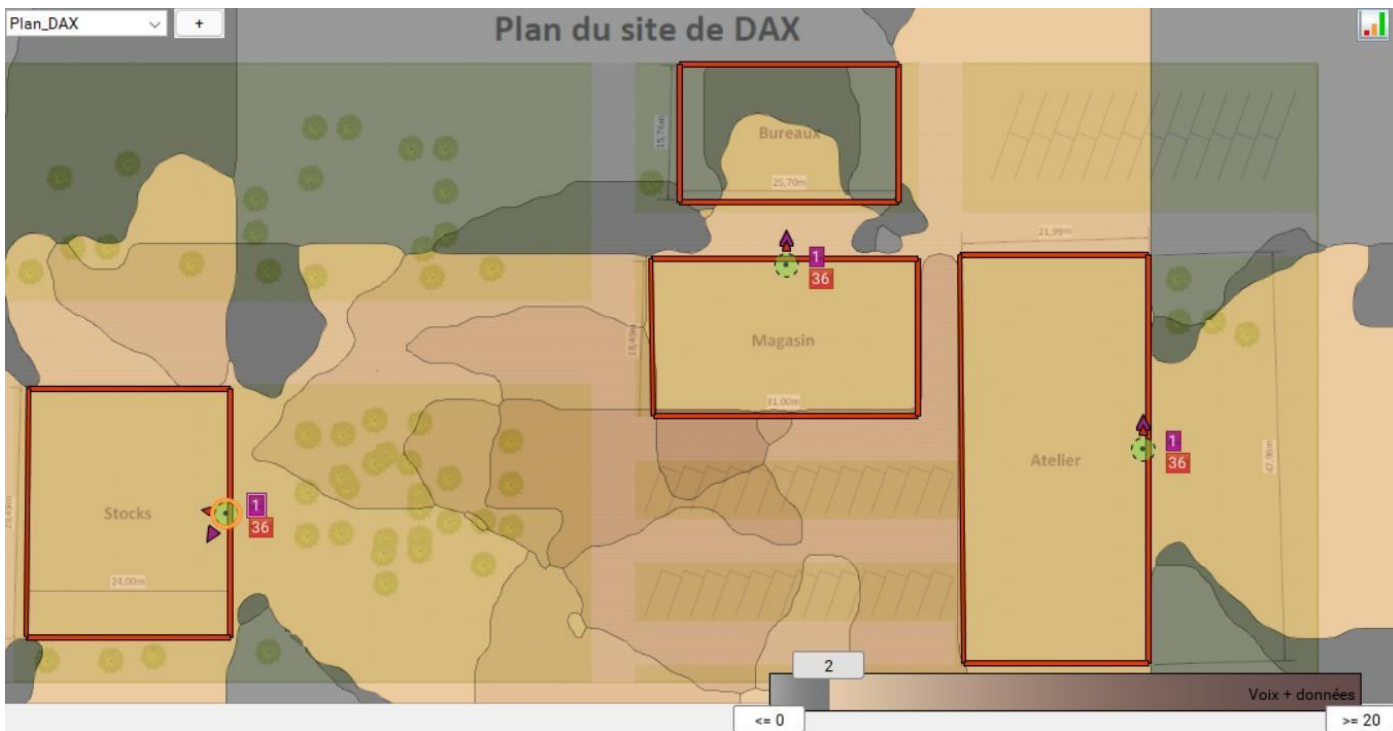 Plan_DAX
+
Plan du site de DAX
15,76m
Bureaux
25,70m
21,99m
1
36
18,49m
Magasin
31,00m
47,96m
1
Atelier
36
Stocks
1
36
24,00m
2
Voix + données
<= 0
>= 20